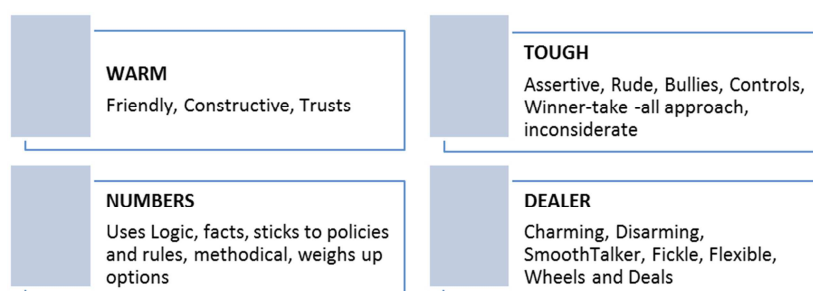 WARM
Friendly, Constructive, Trusts
TOUGH
Assertive, Rude, Bullies, Controls,
Winner-take -all approach,
inconsiderate
NUMBERS
Uses Logic, facts, sticks to policies
and rules, methodical, weighs up
options
DEALER
Charming, Disarming,
SmoothTalker, Fickle, Flexible,
Wheels and Deals